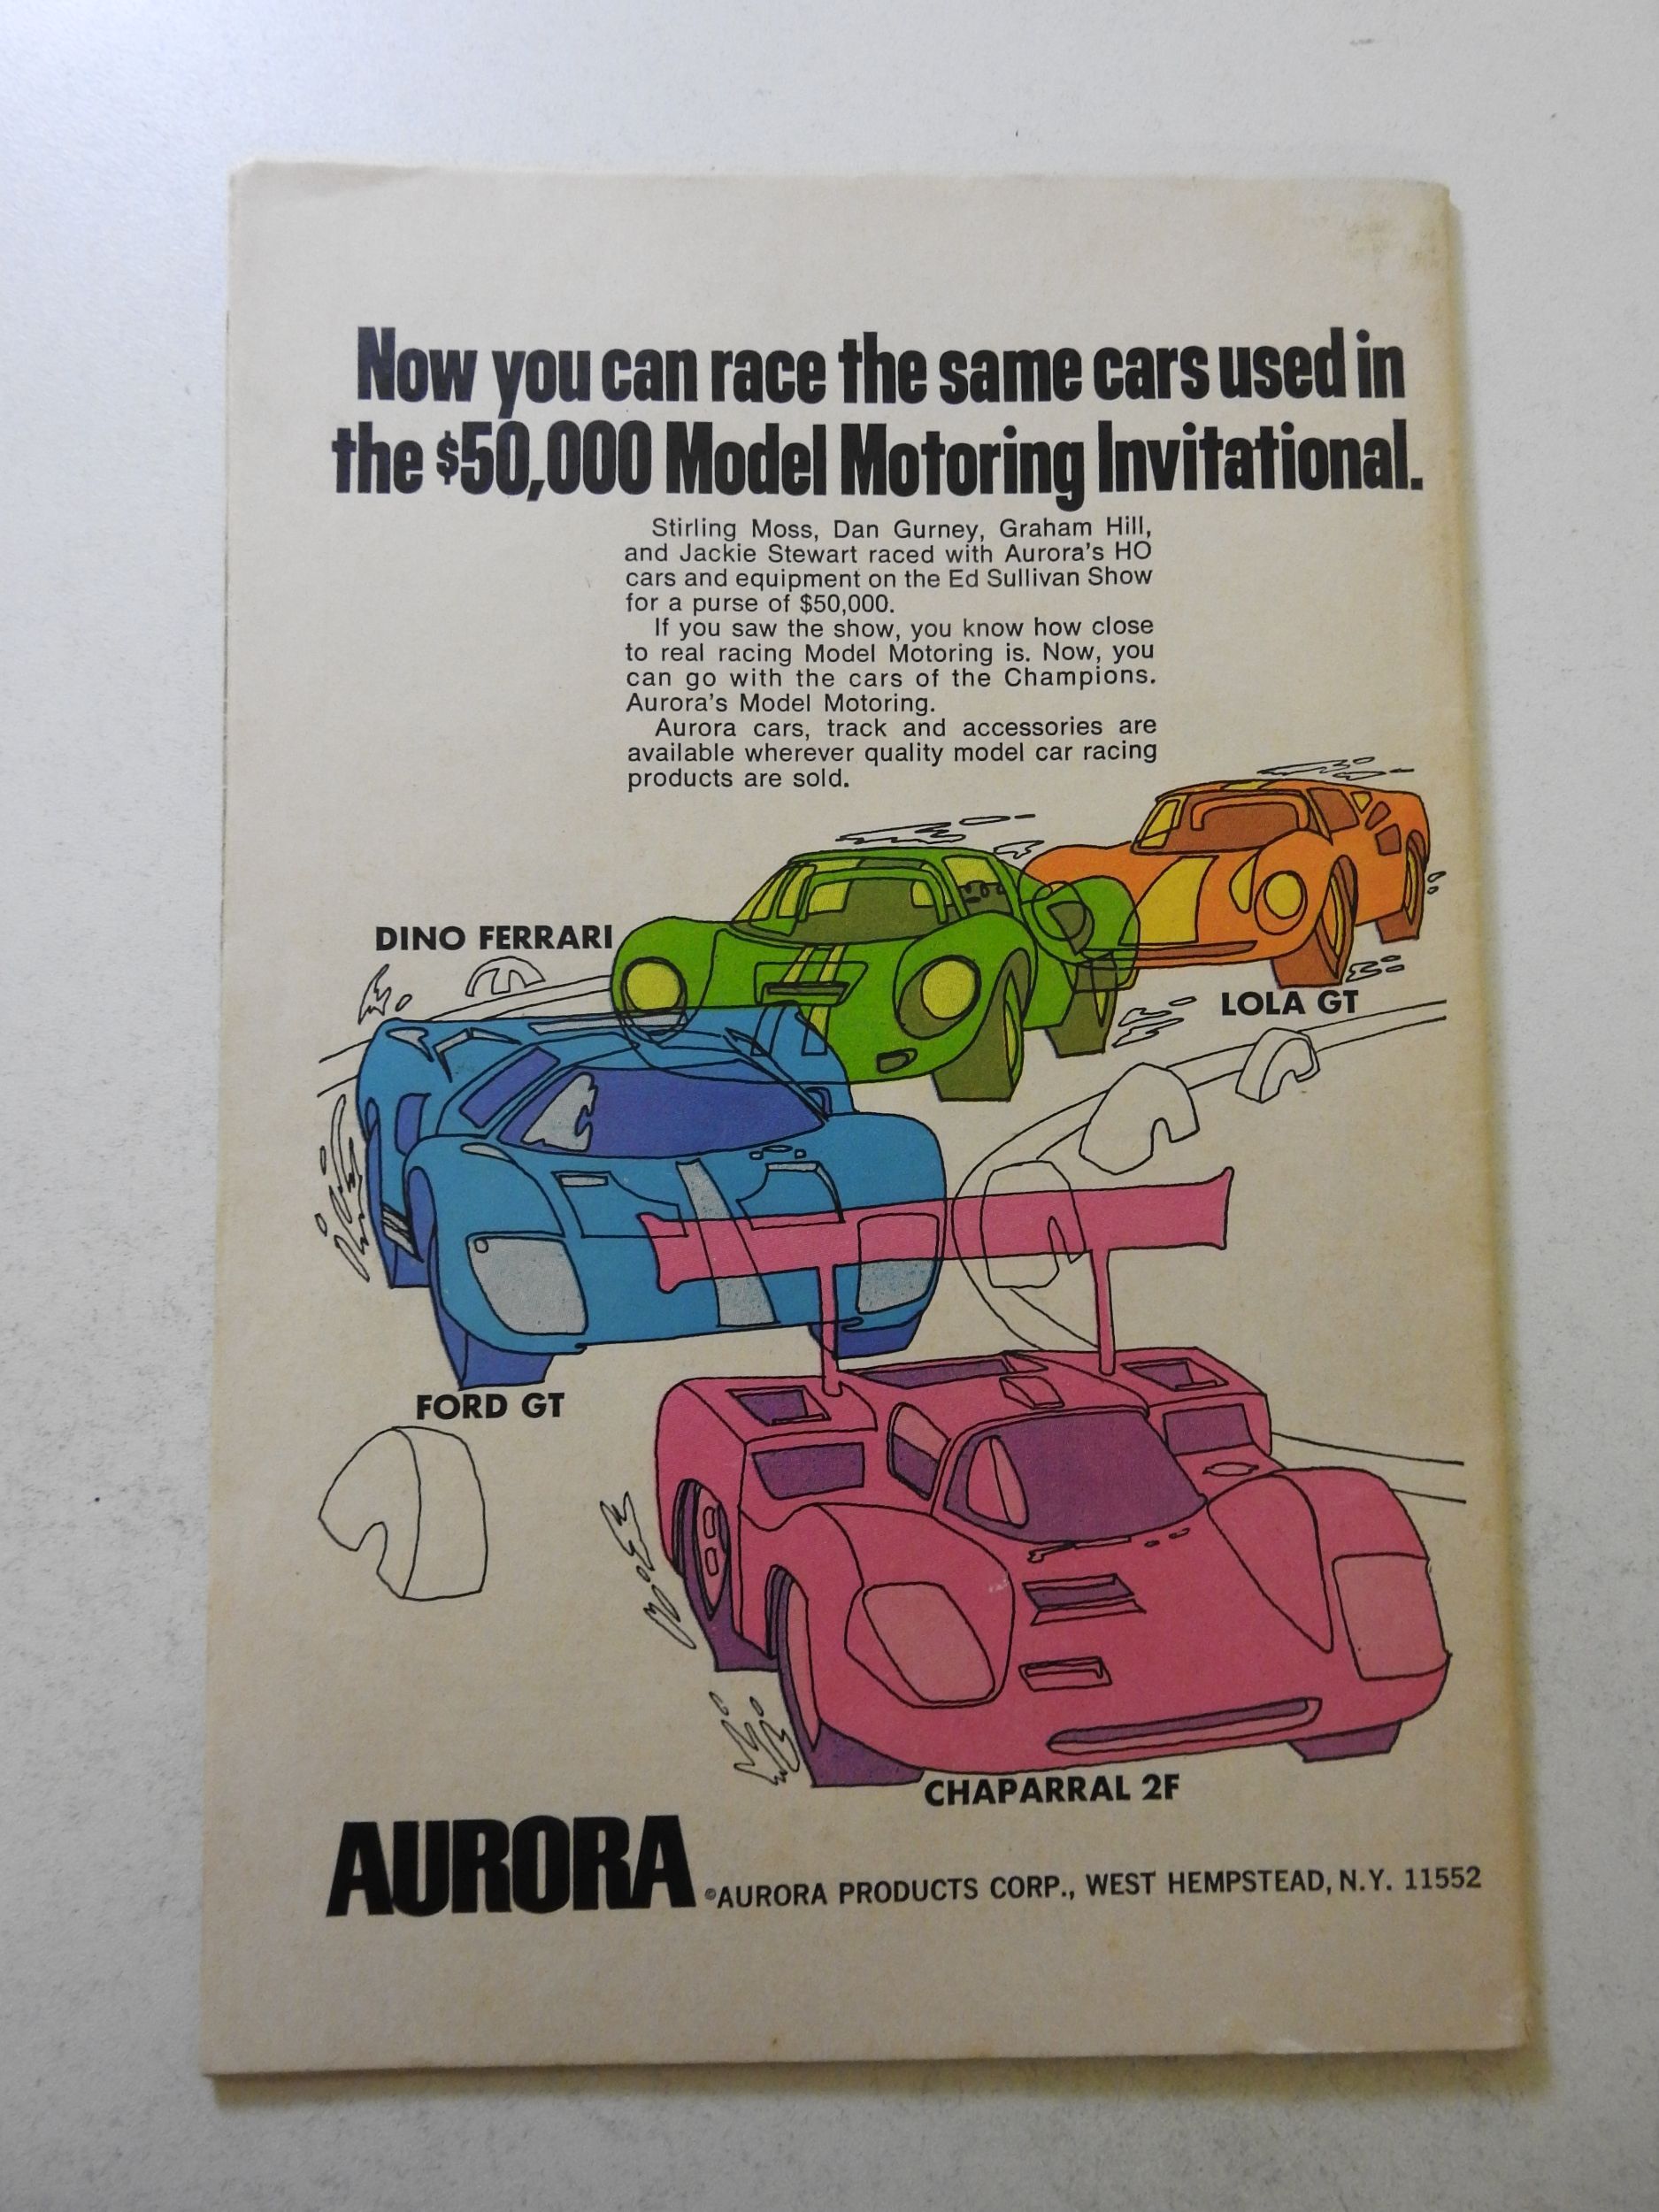 Now you can race the same cars used in
the $50,000 Model Motoring Invitational.
Stirling Moss, Dan Gurney, Graham Hill,
and Jackie Stewart raced with Aurora's HO
cars and equipment on the Ed Sullivan Show
for a purse of $50,000.
If you saw the show, you know how close
to real racing Model Motoring is. Now, you
can go with the cars of the Champions.
Aurora's Model Motoring.
Aurora cars, track and accessories are
available wherever quality model car racing
products are sold.
DINO FERRARI
LOLA GT
FORD GT
CHAPARRAL 2F
AURORA
©AURORA PRODUCTS CORP., WEST HEMPSTEAD, N.Y. 11552